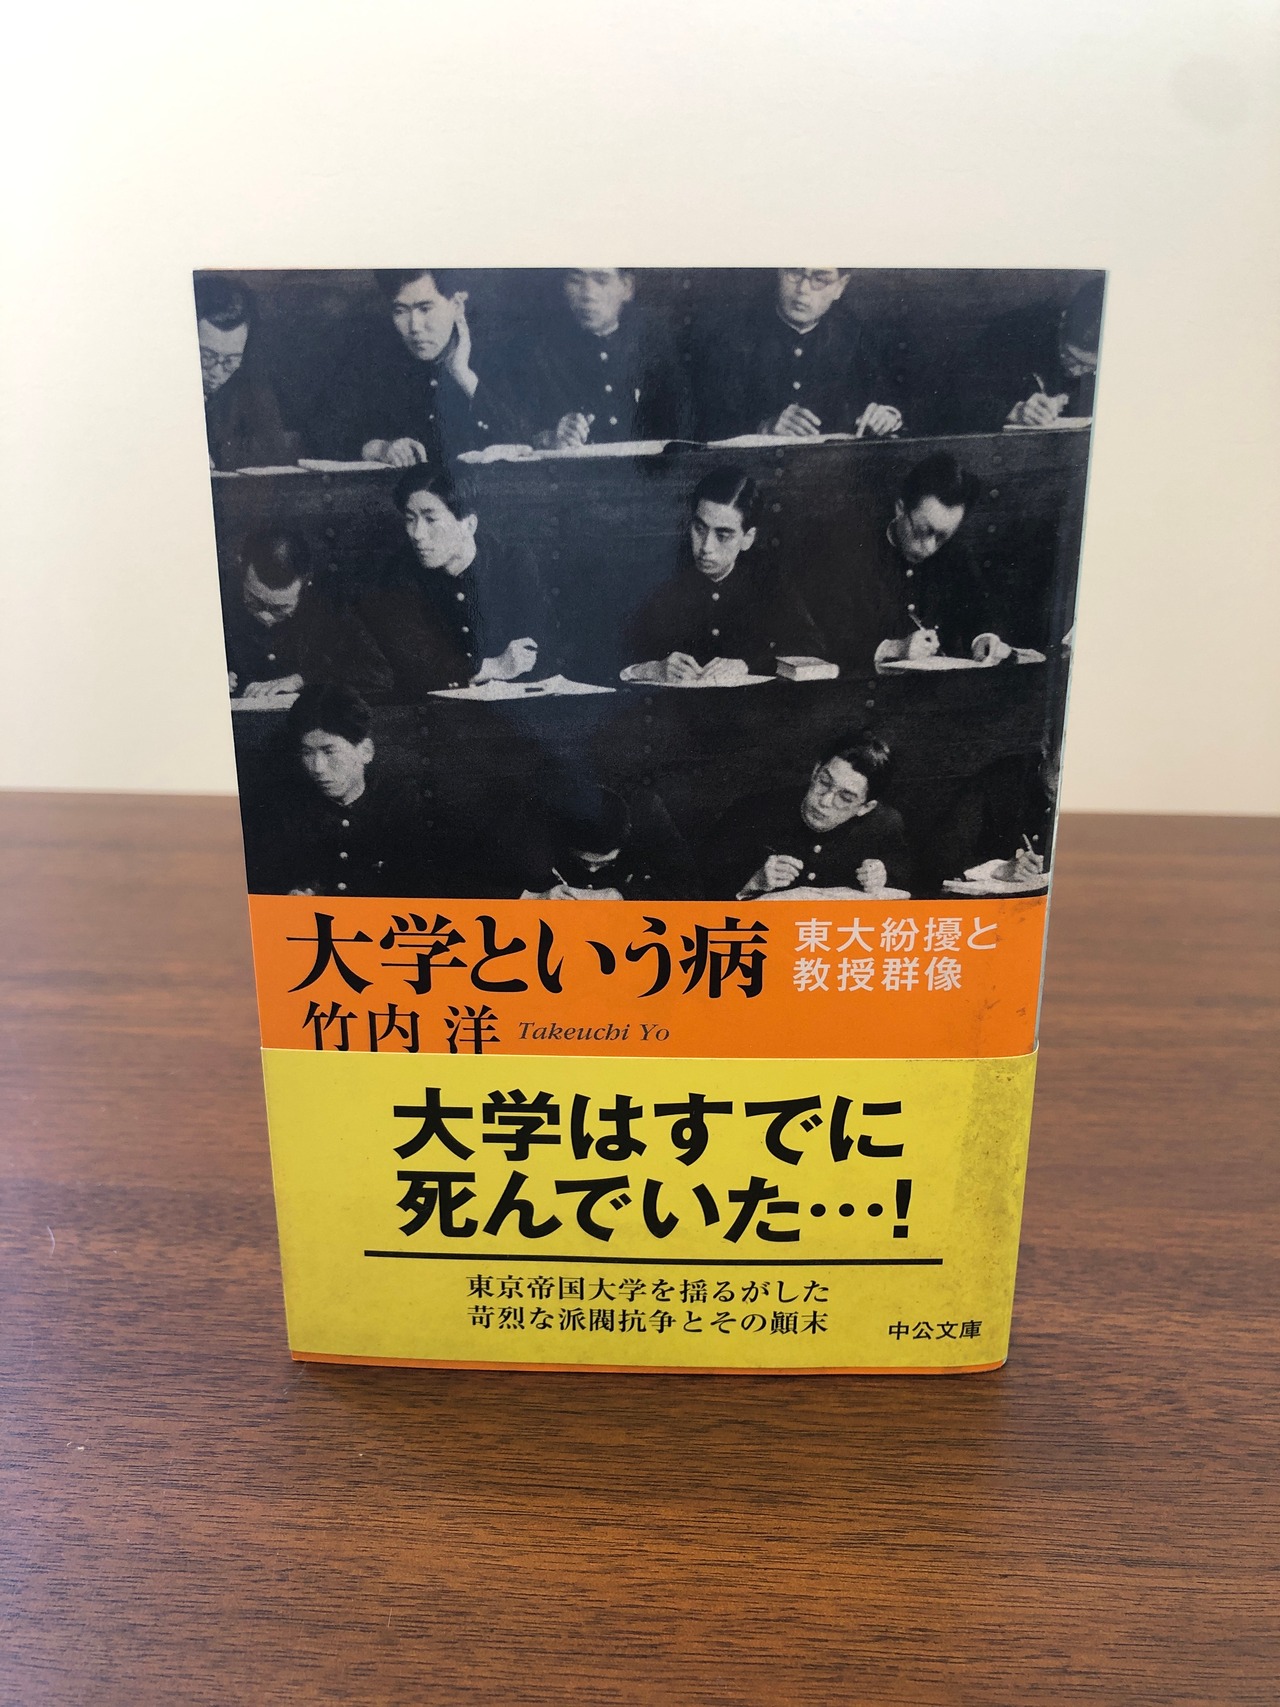 大学という病
東大紛擾と
教授群像
竹内 洋 Takeuchi Yo
大学はすでに
死んでいた…!
東京帝国大学を揺るがした
苛烈な派閥抗争とその顚末
中公文庫